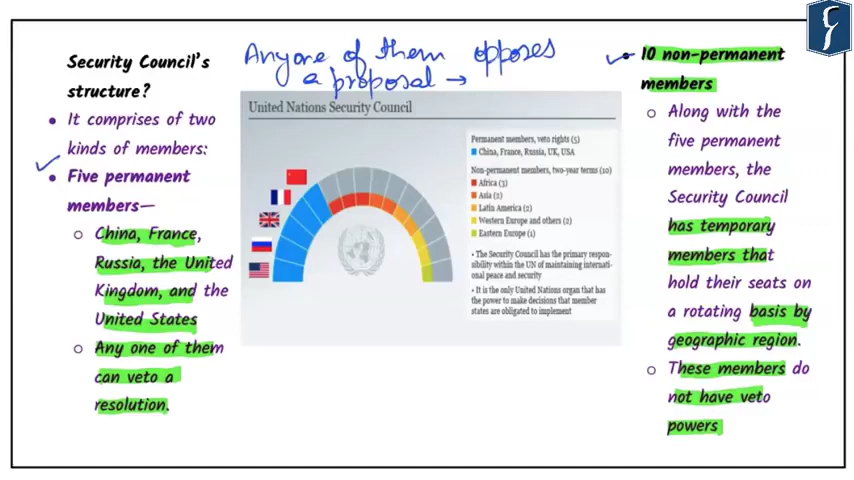 Security Council's
structure?
• It comprises of two
kinds of members:
• Five permanent
members—
○ China, France,
Russia, the United
Kingdom, and the
United States
○ Any one of them
can veto a
resolution.
Anyone of them opposes
a proposal →
United Nations Security Council
Permanent members, veto rights (5)
China, France, Russia, UK, USA
Non-permanent members, two-year terms (10)
Africa (3)
Asia (2)
Latin America (2)
Western Europe and others (2)
Eastern Europe (1)
• The Security Council has the primary respon-
sibility within the UN of maintaining internati-
onal peace and security
• It is the only United Nations organ that has
the power to make decisions that member
states are obligated to implement
• 10 non-permanent
members
○ Along with the
five permanent
members, the
Security Council
has temporary
members that
hold their seats on
a rotating basis by
geographic region.
○ These members do
not have veto
powers